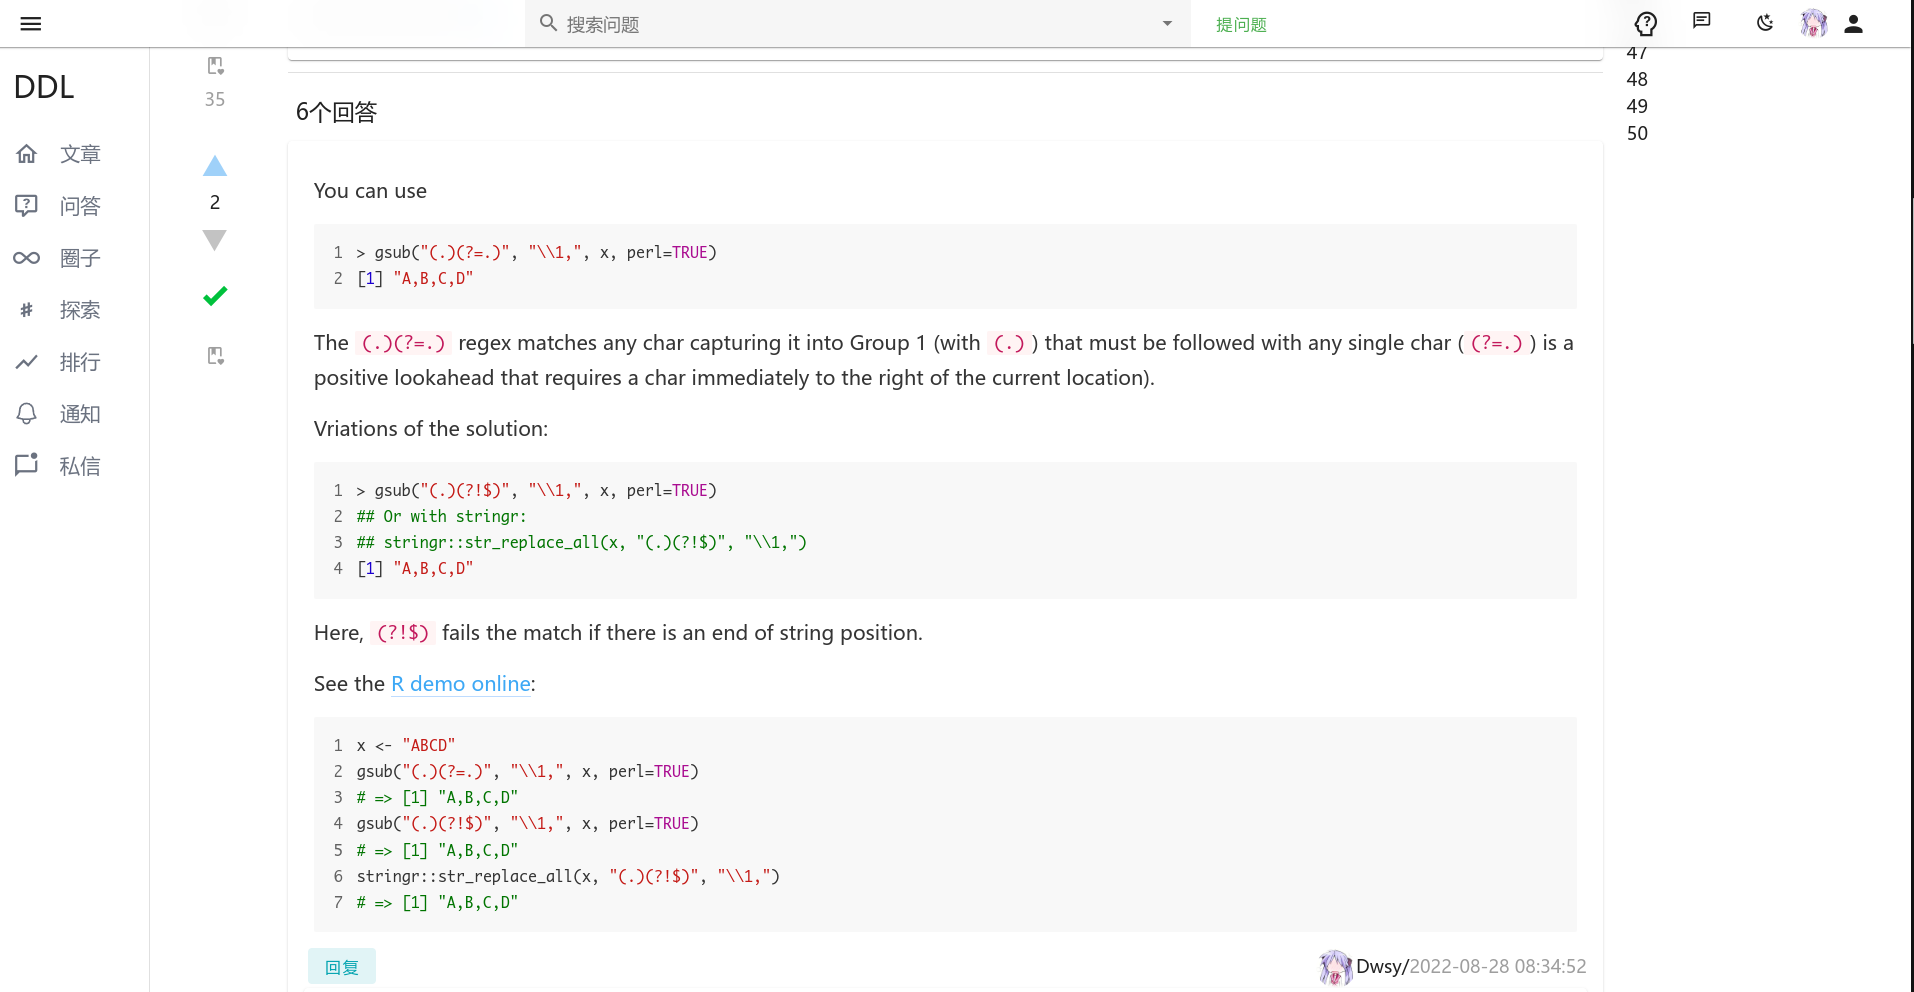 搜索问题
提问题
DDL
文章
问答
圈子
探索
排行
通知
私信
35
47
48
49
50
6个回答
2
You can use
1 > gsub("(.)(?=.)", "\\1,", x, perl=TRUE)
2 [1] "A,B,C,D"
The (.)(?=.) regex matches any char capturing it into Group 1 (with (.) ) that must be followed with any single char ( (?=.) ) is a
positive lookahead that requires a char immediately to the right of the current location).
Vriations of the solution:
1 > gsub("(.)(?!$)", "\\1,", x, perl=TRUE)
2 ## Or with stringr:
3 ## stringr::str_replace_all(x, "(.)(?!$)", "\\1,")
4 [1] "A,B,C,D"
Here, (?!$) fails the match if there is an end of string position.
See the R demo online:
1 x <- "ABCD"
2 gsub("(.)(?=.)", "\\1,", x, perl=TRUE)
3 # => [1] "A,B,C,D"
4 gsub("(.)(?!$)", "\\1,", x, perl=TRUE)
5 # => [1] "A,B,C,D"
6 stringr::str_replace_all(x, "(.)(?!$)", "\\1,")
7 # => [1] "A,B,C,D"
回复
Dwsy/2022-08-28 08:34:52